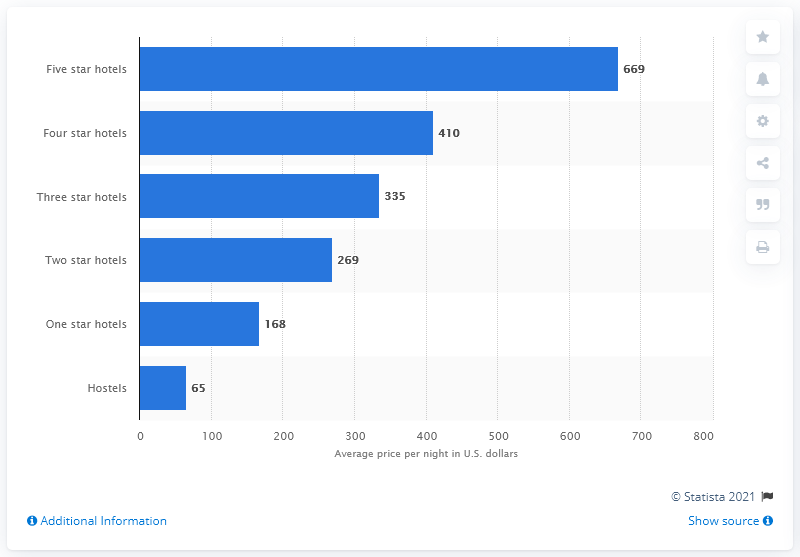 Five star hotels 669
Four star hotels 410
Three star hotels 335
Two star hotels 269
One star hotels 168
Hostels 65
0 100 200 300 400 500 600 700 800
Average price per night in U.S. dollars
© Statista 2021
Additional Information Show source